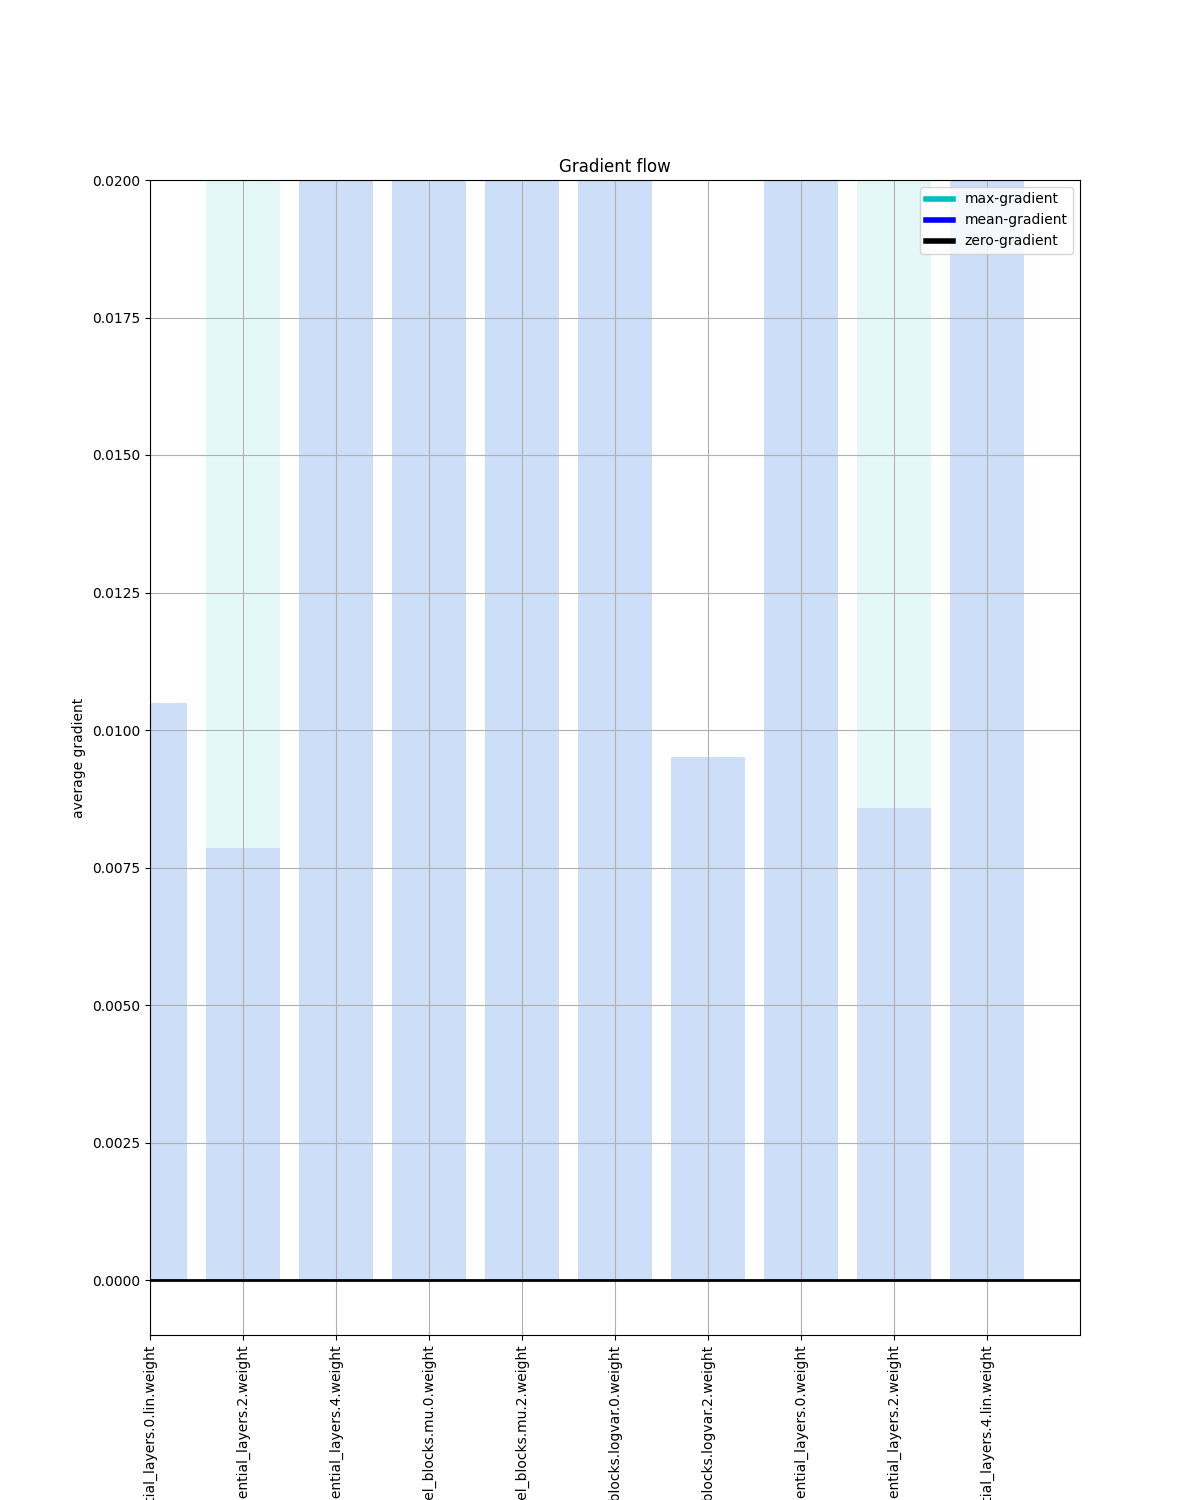 Gradient flow
max-gradient
mean-gradient
zero-gradient
0.0200
0.0175
0.0150
0.0125
0.0100
0.0075
0.0050
0.0025
0.0000
average gradient
tial_layers.0.lin.weight
ential_layers.2.weight
ential_layers.4.weight
el_blocks.mu.0.weight
el_blocks.mu.2.weight
blocks.logvar.0.weight
blocks.logvar.2.weight
ential_layers.0.weight
ential_layers.2.weight
tial_layers.4.lin.weight